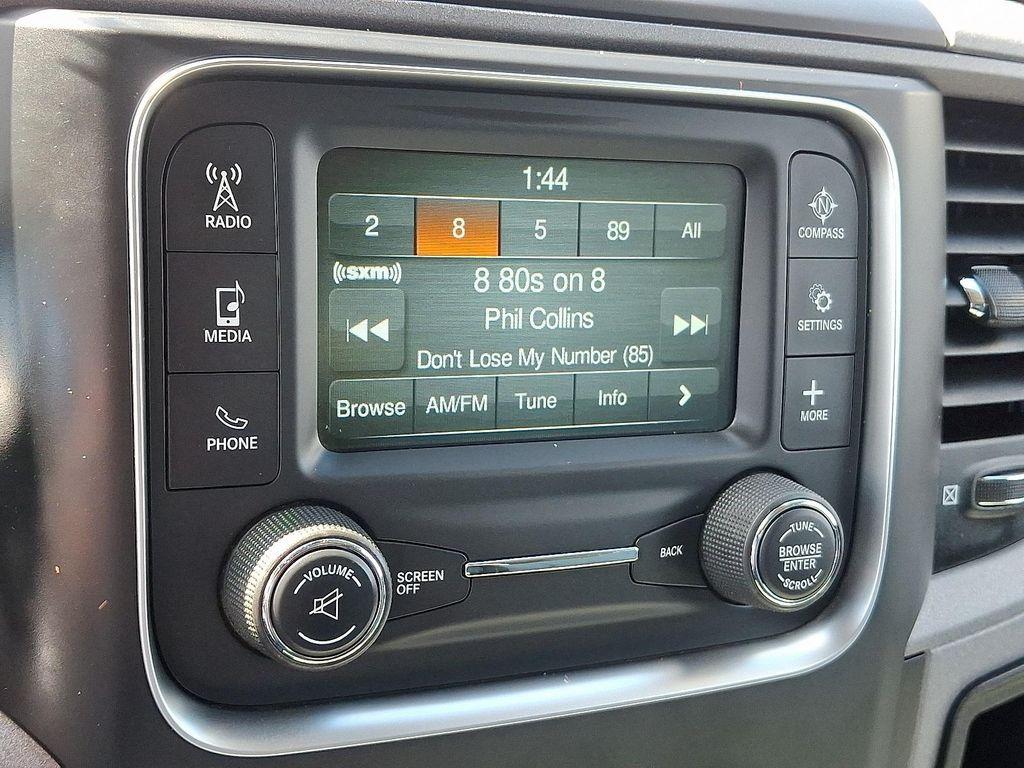 1:44
2 8 5 89 All
((sxm))
8 80s on 8
Phil Collins
Don't Lose My Number (85)
Browse AM/FM Tune Info >
RADIO
MEDIA
PHONE
N
COMPASS
SETTINGS
+
MORE
VOLUME
SCREEN
OFF
BACK
TUNE
BROWSE
ENTER
SCROLL